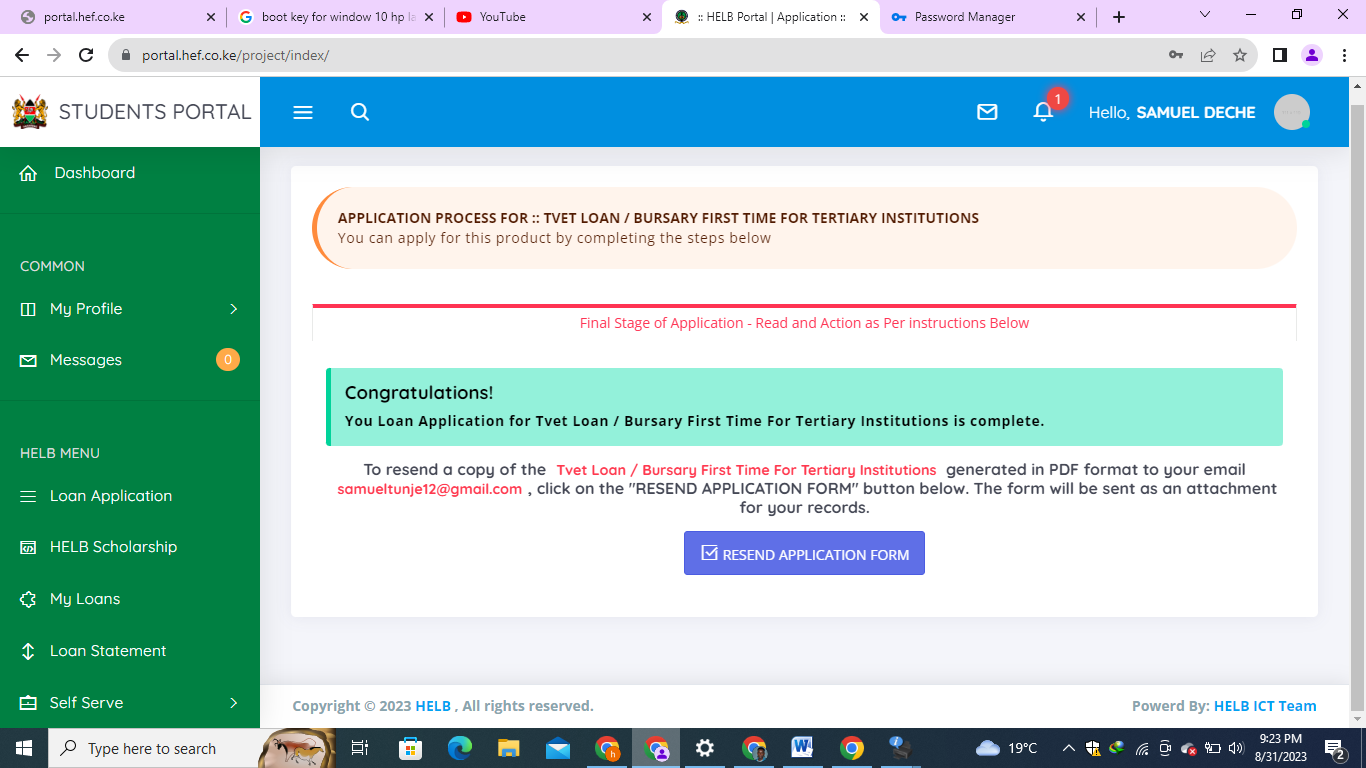 portal.hef.co.ke
boot key for window 10 hp la
YouTube
:: HELB Portal | Application ::
Password Manager
portal.hef.co.ke/project/index/
STUDENTS PORTAL
1
Hello, SAMUEL DECHE
Dashboard
COMMON
My Profile
Messages
0
HELB MENU
Loan Application
HELB Scholarship
My Loans
Loan Statement
Self Serve
APPLICATION PROCESS FOR :: TVET LOAN / BURSARY FIRST TIME FOR TERTIARY INSTITUTIONS
You can apply for this product by completing the steps below
Final Stage of Application - Read and Action as Per instructions Below
Congratulations!
You Loan Application for Tvet Loan / Bursary First Time For Tertiary Institutions is complete.
To resend a copy of the Tvet Loan / Bursary First Time For Tertiary Institutions generated in PDF format to your email
samueltunje12@gmail.com , click on the "RESEND APPLICATION FORM" button below. The form will be sent as an attachment
for your records.
RESEND APPLICATION FORM
Copyright © 2023 HELB , All rights reserved.
Powerd By: HELB ICT Team
Type here to search
h
19°C
9:23 PM
8/31/2023
2